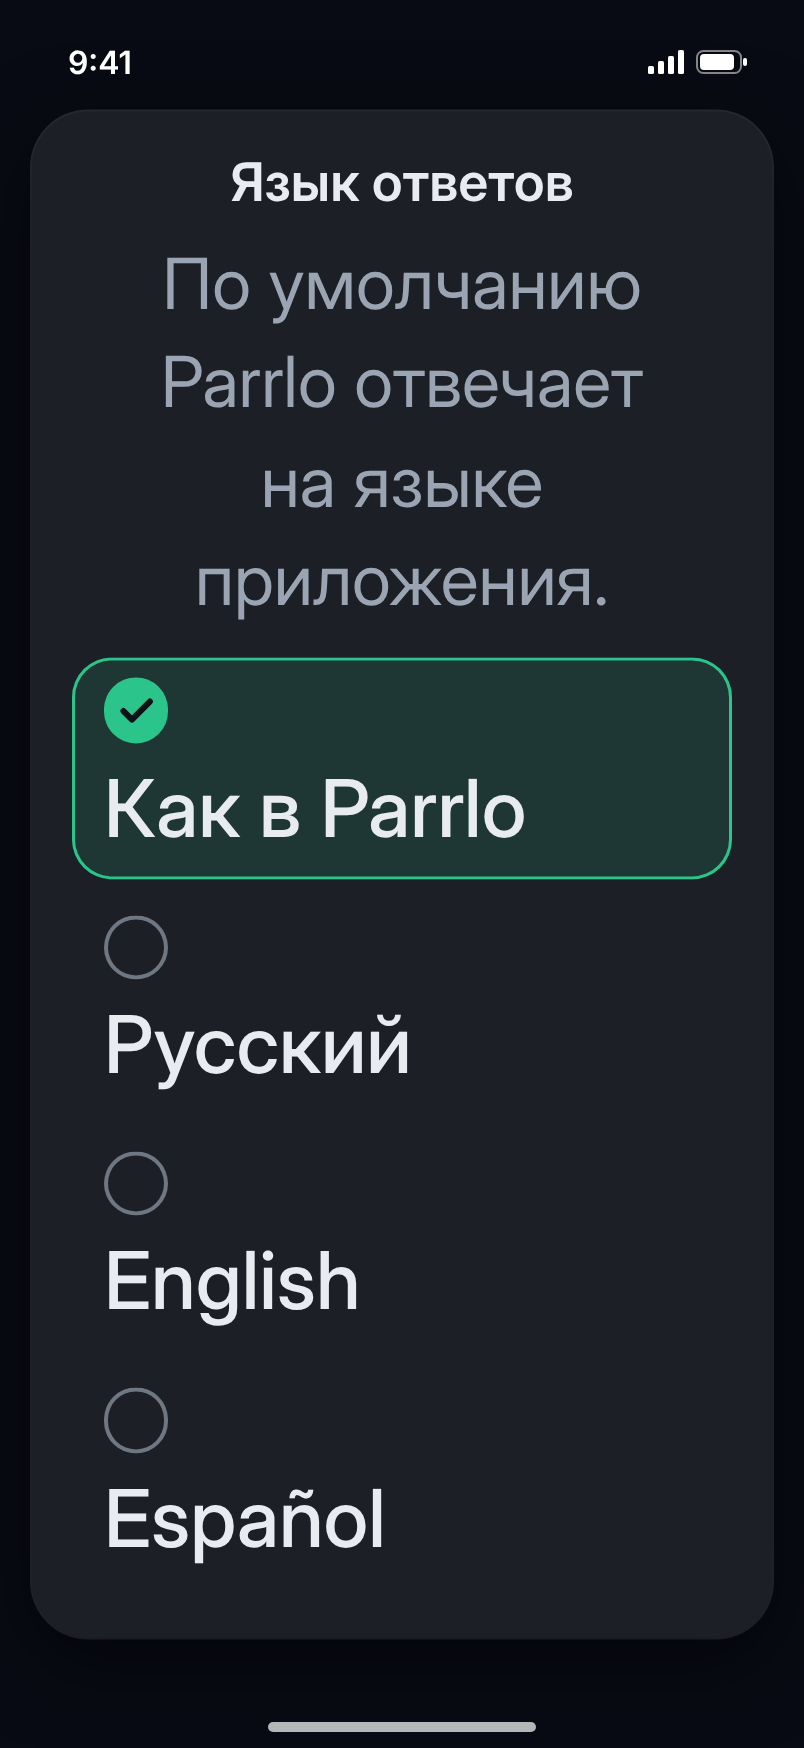 9:41
Язык ответов
По умолчанию
Parrlo отвечает
на языке
приложения.
Как в Parrlo
Русский
English
Español